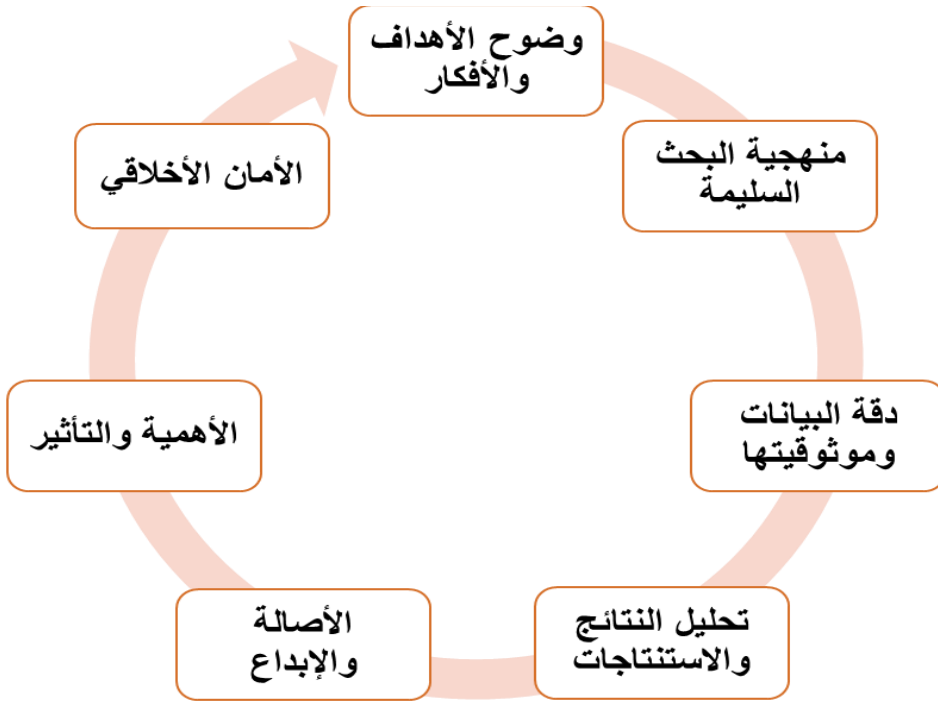 وضوح الأهداف
والأفكار
منهجية البحث
السليمة
دقة البيانات
وموثوقيتها
تحليل النتائج
والاستنتاجات
الأصالة
والإبداع
الأهمية والتأثير
الأمان الأخلاقي